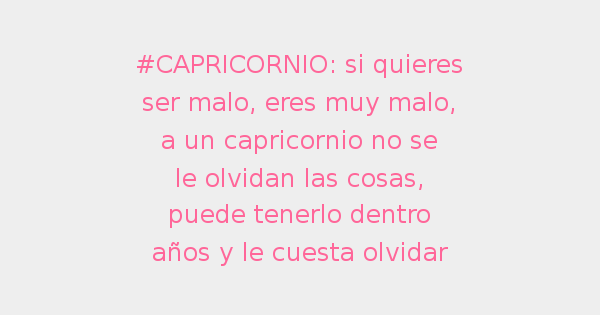 #CAPRICORNIO: si quieres
ser malo, eres muy malo,
a un capricornio no se
le olvidan las cosas,
puede tenerlo dentro
años y le cuesta olvidar